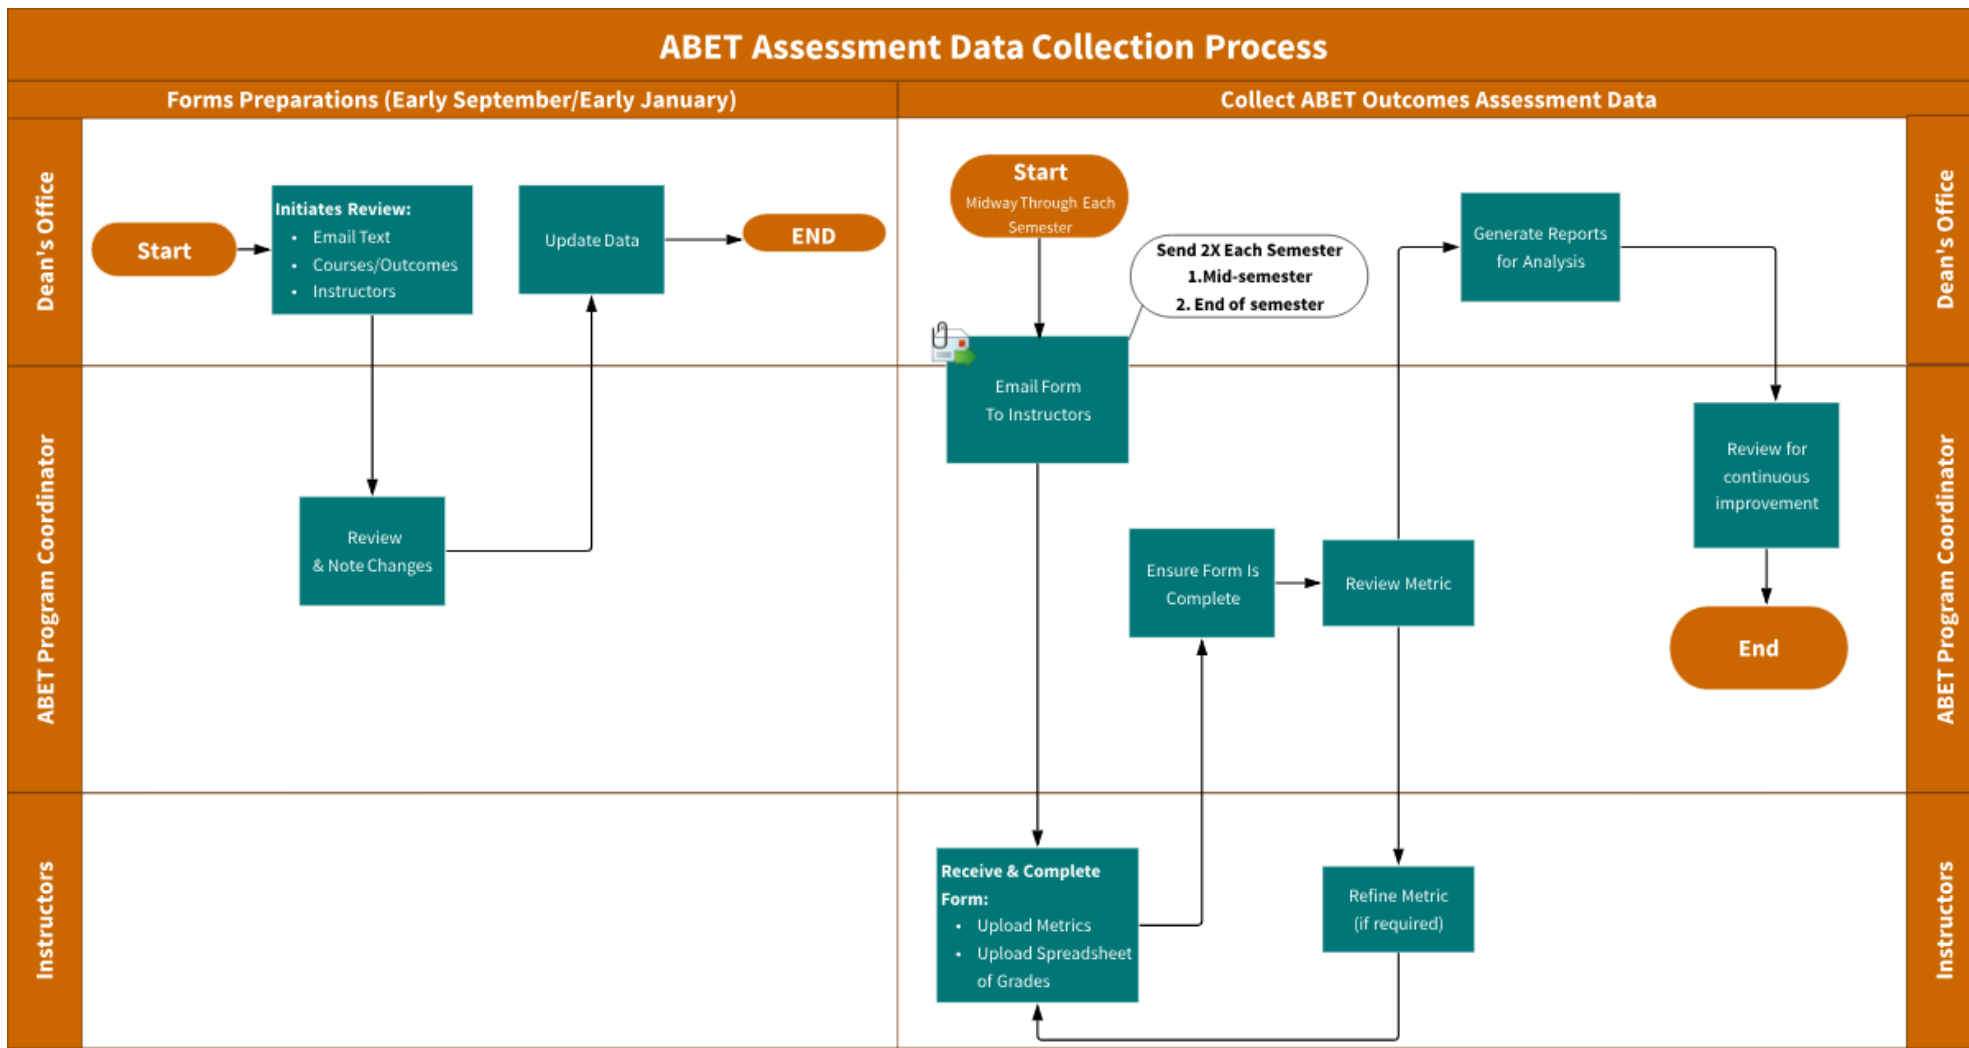 ABET Assessment Data Collection Process
Forms Preparations (Early September/Early January)
Collect ABET Outcomes Assessment Data
Dean's Office
Start
Initiates Review:
• Email Text
• Courses/Outcomes
• Instructors
Update Data
END
Start
Midway Through Each
Semester
Send 2X Each Semester
1.Mid-semester
2. End of semester
Generate Reports
for Analysis
Dean's Office
ABET Program Coordinator
Review
& Note Changes
Email Form
To Instructors
Ensure Form Is
Complete
Review Metric
Review for
continuous
improvement
End
ABET Program Coordinator
Instructors
Receive & Complete
Form:
• Upload Metrics
• Upload Spreadsheet
of Grades
Refine Metric
(if required)
Instructors